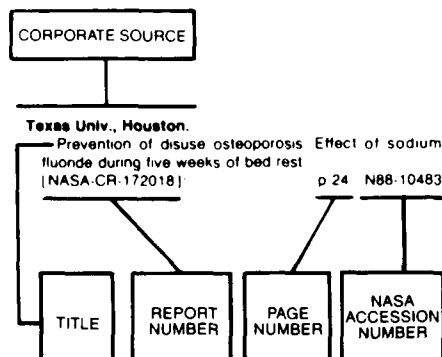 CORPORATE SOURCE
Texas Univ., Houston.
Prevention of disuse osteoporosis Effect of sodium
fluonde during five weeks of bed rest
[NASA-CR-172018] p 24 N88-10483
TITLE
REPORT
NUMBER
PAGE
NUMBER
NASA
ACCESSION
NUMBER